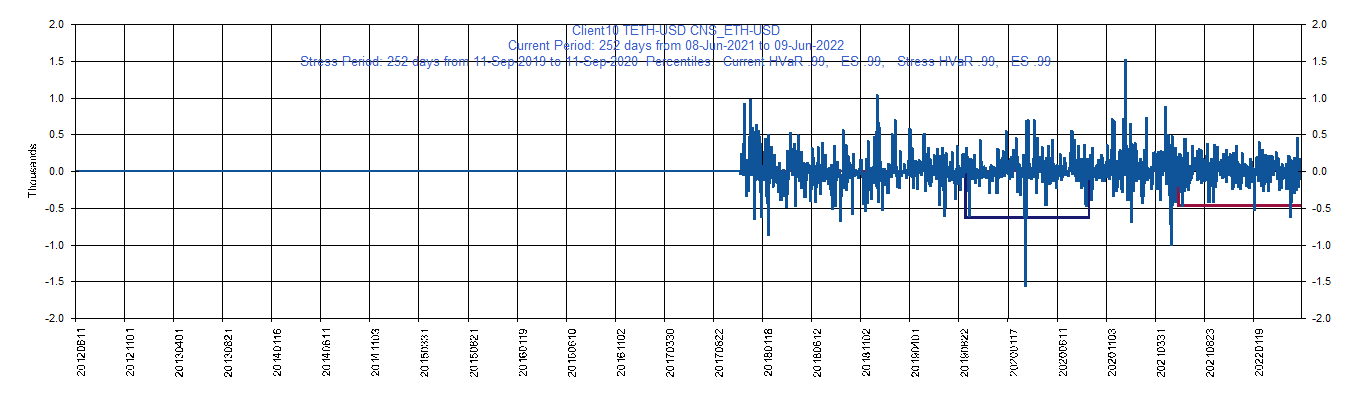 Client10 TETH-USD CNS_ETH-USD
Current Period: 252 days from 08-Jun-2021 to 09-Jun-2022
Stress Period: 252 days from 11-Sep-2019 to 11-Sep-2020 Percentiles: Current HVaR .99, ES .99, Stress HVaR .99, ES .99
2.0 2.0
1.5 1.5
1.0 1.0
0.5 0.5
0.0 0.0
-0.5 -0.5
-1.0 -1.0
-1.5 -1.5
-2.0 -2.0
Thousands
20120611 20121101 20130401 20130821 20140116 20140611 20141103 20150331 20150821 20160119 20160610 20161102 20170330 20170822 20180116 20180612 20181102 20190401 20190822 20200117 20200611 20201103 20210331 20210823 20220119